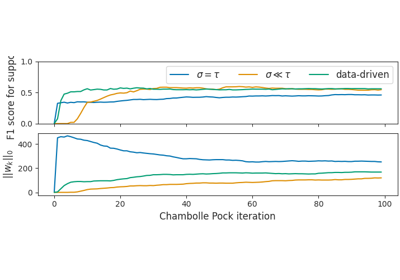 F1 score for suppo
1.0
0.5
0.0
σ = τ
σ ≪ τ
data-driven
||w_k||_0
400
200
0
0
20
40
60
80
100
Chambolle Pock iteration